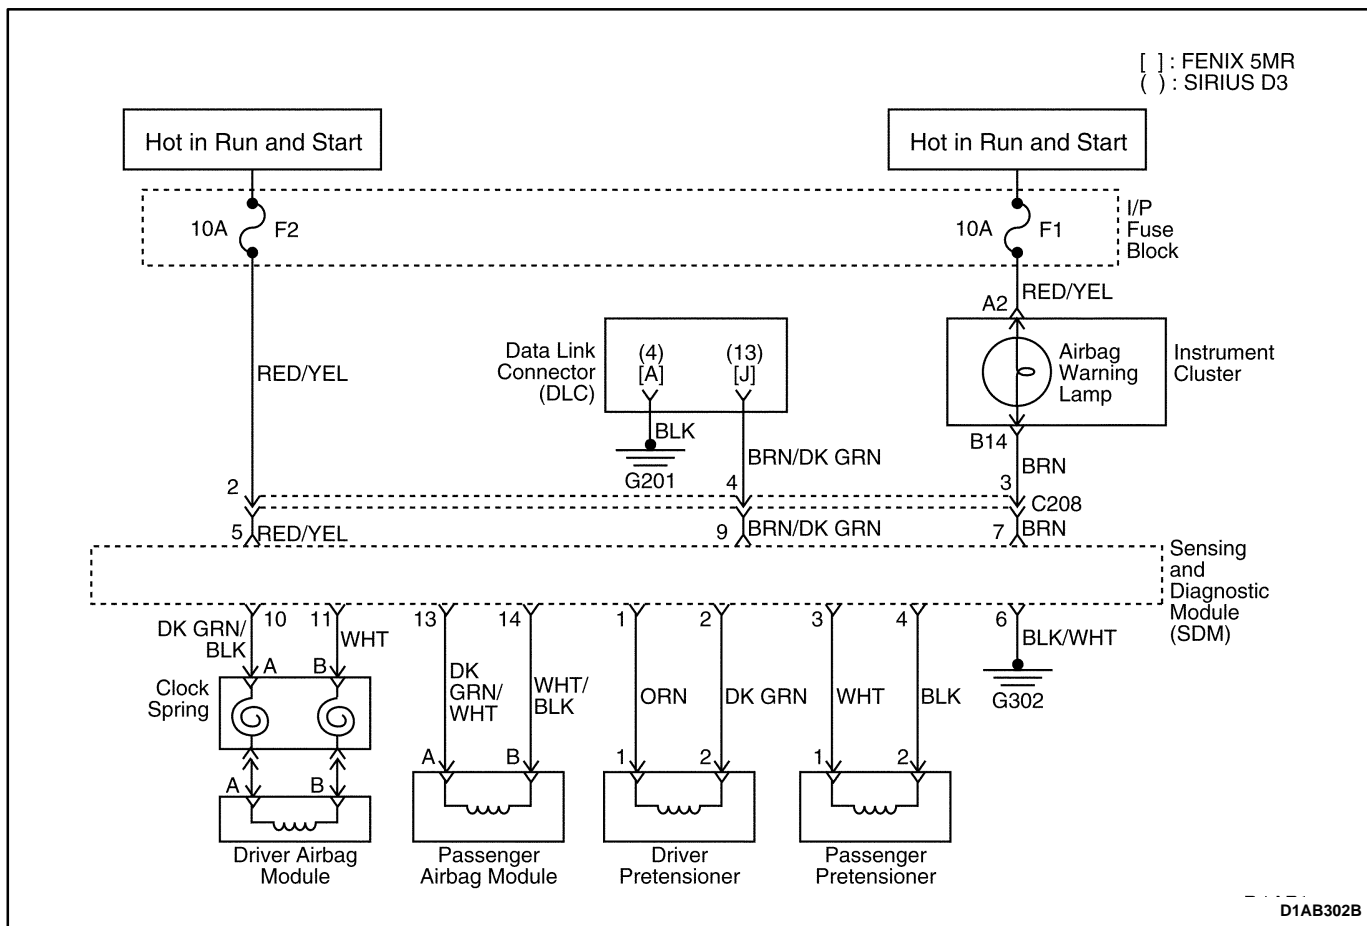 [ ] : FENIX 5MR
( ) : SIRIUS D3
Hot in Run and Start
Hot in Run and Start
10A
F2
10A
F1
I/P
Fuse
Block
RED/YEL
A2
Data Link
Connector
(DLC)
(4)
[A]
(13)
[J]
Airbag
Warning
Lamp
Instrument
Cluster
RED/YEL
BLK
G201
BRN/DK GRN
B14
BRN
2
4
3
C208
5
RED/YEL
9
BRN/DK GRN
7
BRN
Sensing
and
Diagnostic
Module
(SDM)
10
11
13
14
1
2
3
4
6
DK GRN/
BLK
WHT
BLK/WHT
G302
A
B
Clock
Spring
DK
GRN/
WHT
WHT/
BLK
ORN
DK GRN
WHT
BLK
A
B
A
B
1
2
1
2
Driver Airbag
Module
Passenger
Airbag Module
Driver
Pretensioner
Passenger
Pretensioner
D1AB302B